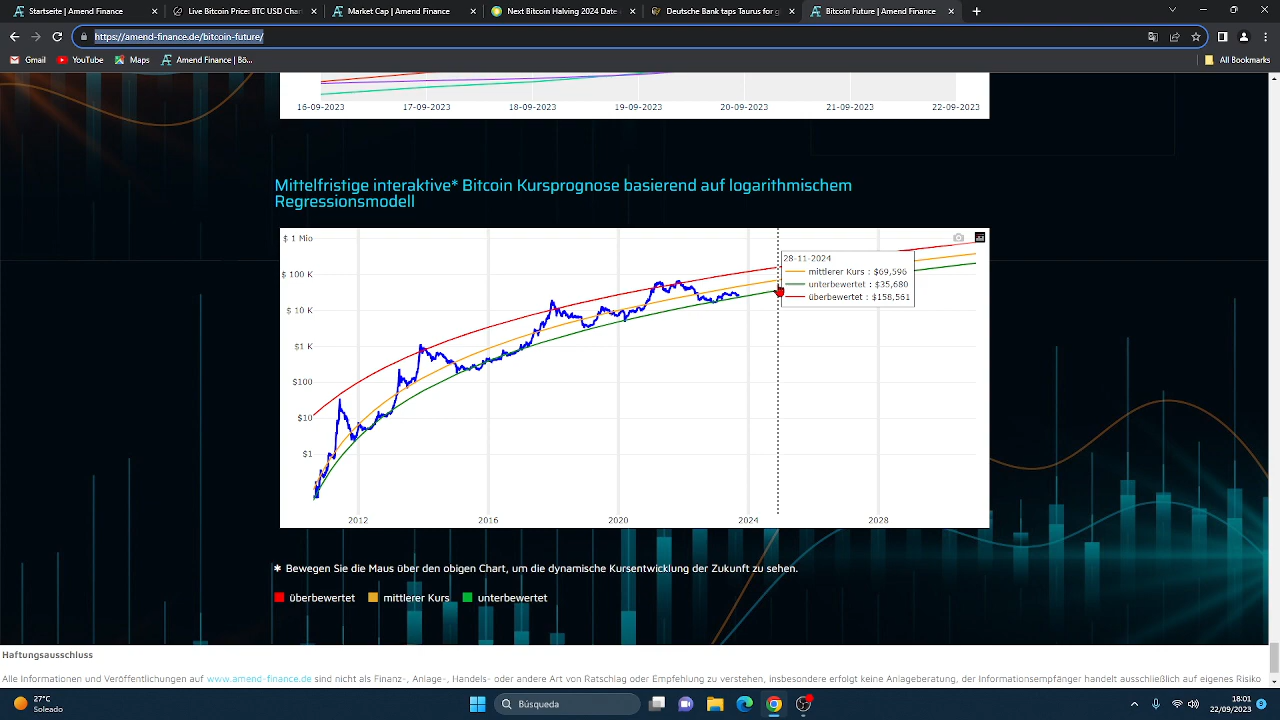 Startseite | Amend Finance
Live Bitcoin Price: BTC USD Chart
Market Cap | Amend Finance
Next Bitcoin Halving 2024 Date
Deutsche Bank taps Taurus for d
Bitcoin Future | Amend Finance
https://amend-finance.de/bitcoin-future/
Gmail
YouTube
Maps
Amend Finance | Bö...
All Bookmarks
16-09-2023 17-09-2023 18-09-2023 19-09-2023 20-09-2023 21-09-2023 22-09-2023
Mittelfristige interaktive* Bitcoin Kursprognose basierend auf logarithmischem
Regressionsmodell
$ 1 Mio
28-11-2024
mittlerer Kurs : $69,596
$ 100 K
unterbewertet : $35,680
überbewertet : $158,561
$ 10 K
$1 K
$100
$10
$1
2012 2016 2020 2024 2028
* Bewegen Sie die Maus über den obigen Chart, um die dynamische Kursentwicklung der Zukunft zu sehen.
überbewertet mittlerer Kurs unterbewertet
Haftungsausschluss
Alle Informationen und Veröffentlichungen auf www.amend-finance.de sind nicht als Finanz-, Anlage-, Handels- oder andere Art von Ratschlag oder Empfehlung zu verstehen, insbesondere erfolgt keine Anlageberatung, der Informationsempfänger handelt ausschließlich auf eigenes Risiko
27°C
Soleado
Búsqueda
18:01
22/09/2023
3